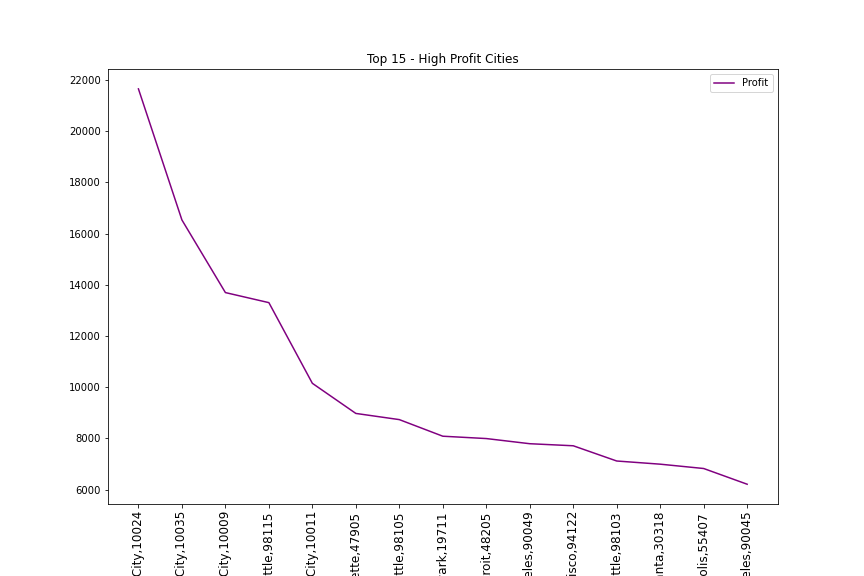 Top 15 - High Profit Cities
Profit
22000
20000
18000
16000
14000
12000
10000
8000
6000
City,10024
City,10035
City,10009
ttle,98115
City,10011
ette,47905
ttle,98105
ark,19711
roit,48205
eles,90049
isco,94122
ttle,98103
nta,30318
olis,55407
eles,90045